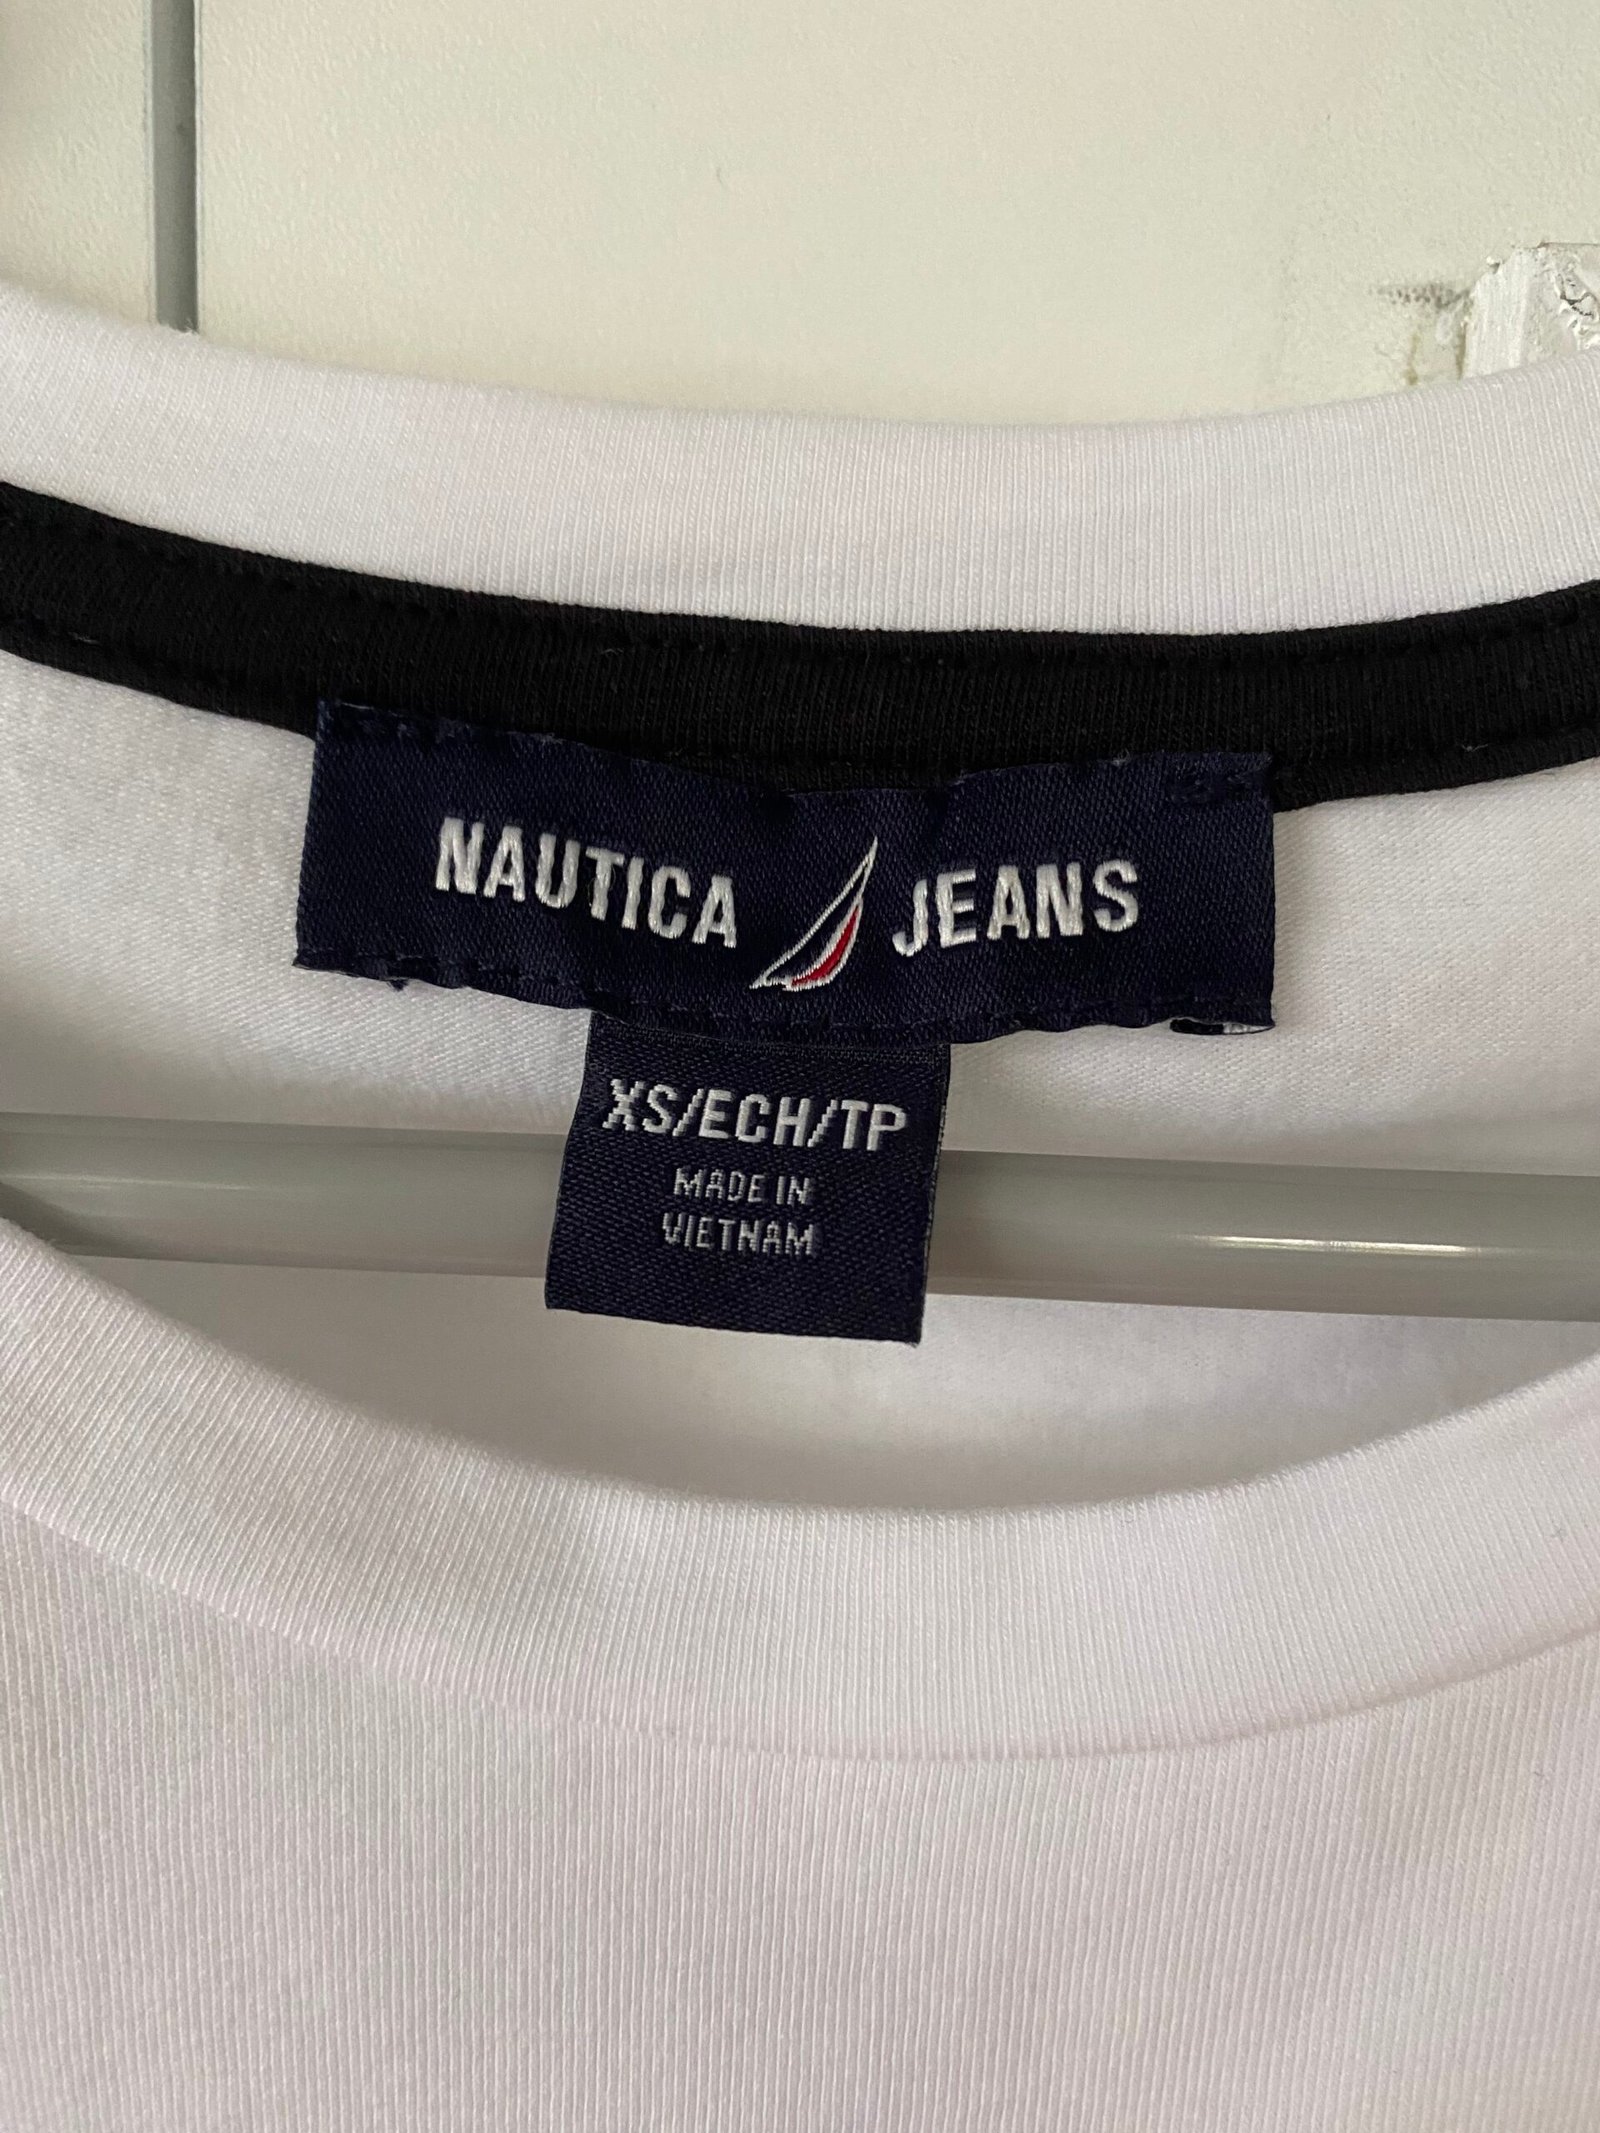 NAUTICA JEANS
XS/ECH/TP
MADE IN
VIETNAM